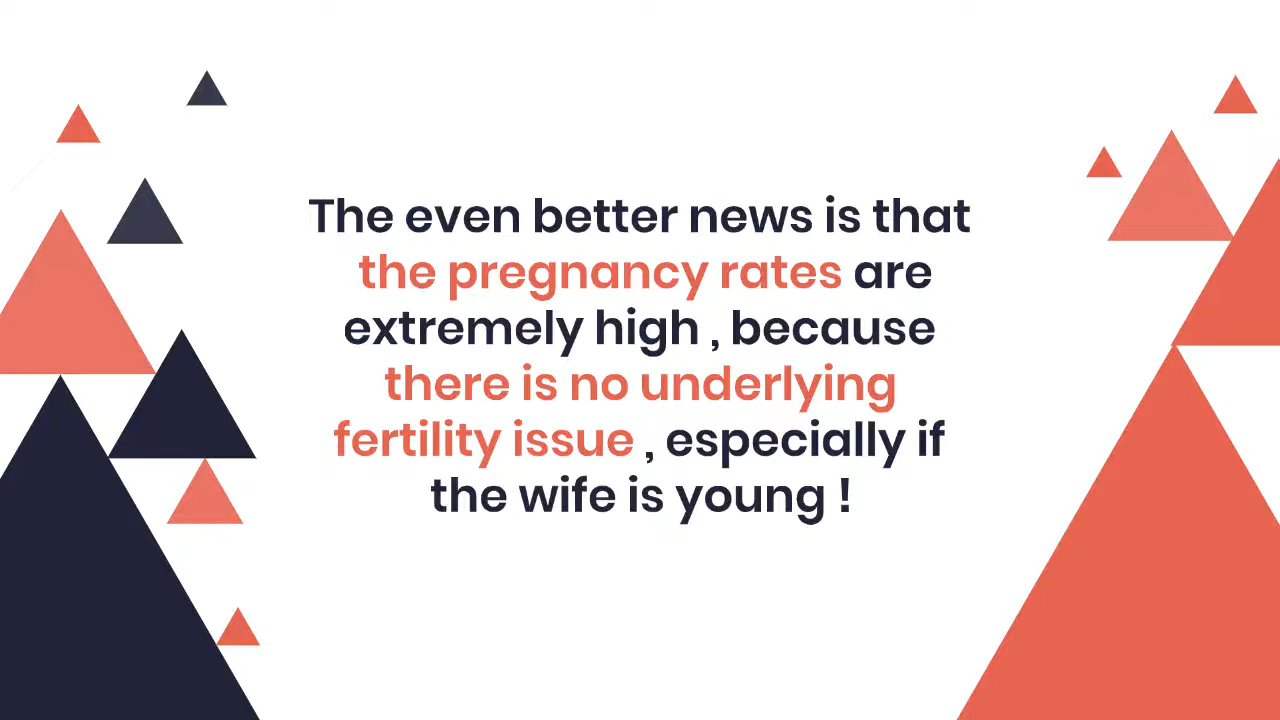 The even better news is that
the pregnancy rates are
extremely high , because
there is no underlying
fertility issue , especially if
the wife is young !